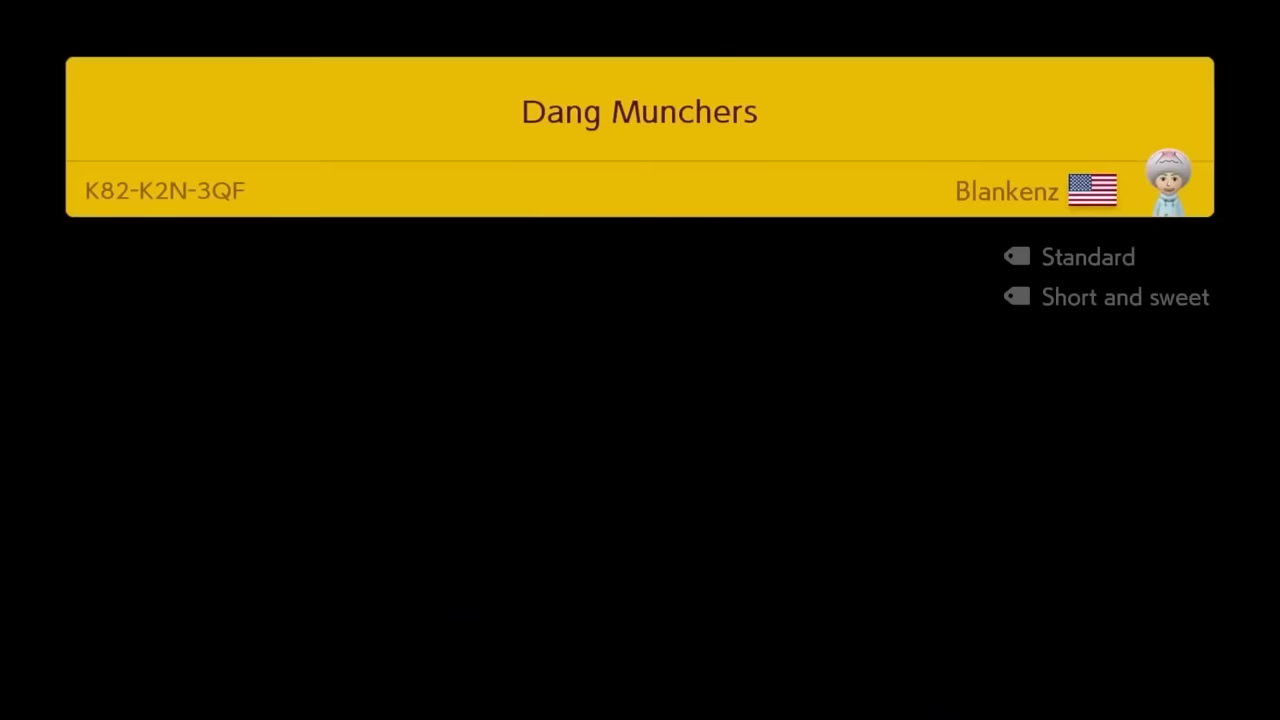 Dang Munchers
K82-K2N-3QF
Blankenz
Standard
Short and sweet